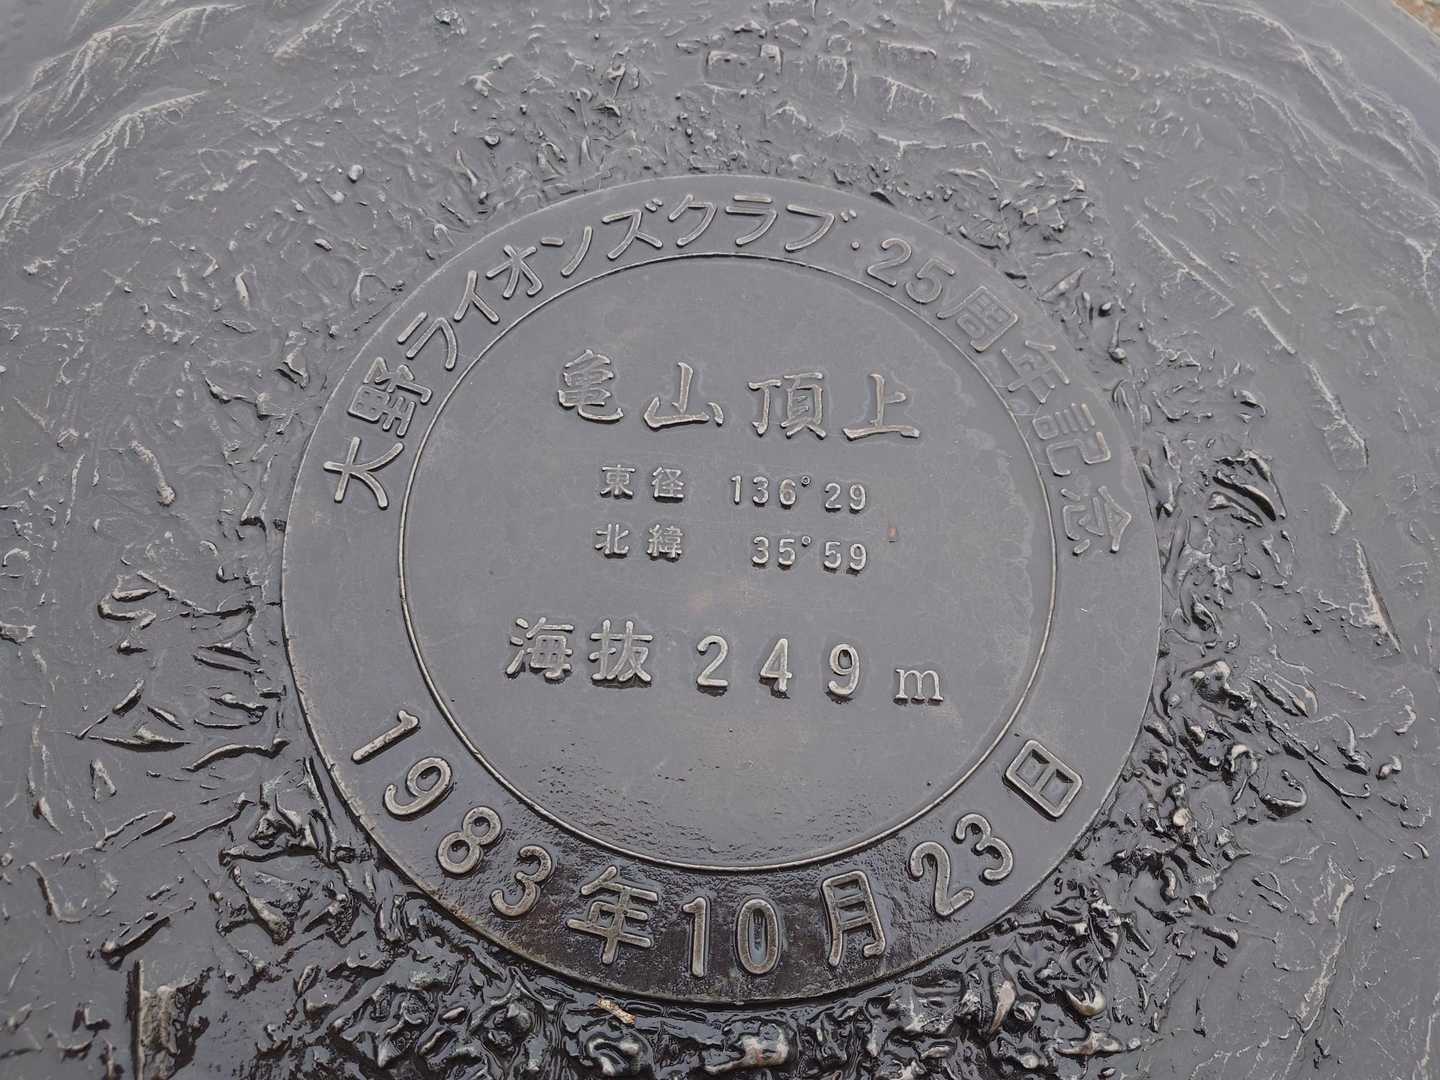 大野ライオンズクラブ・25周年記念
亀山頂上
東径 136°29
北緯 35°59
海抜 249m
1983年10月23日